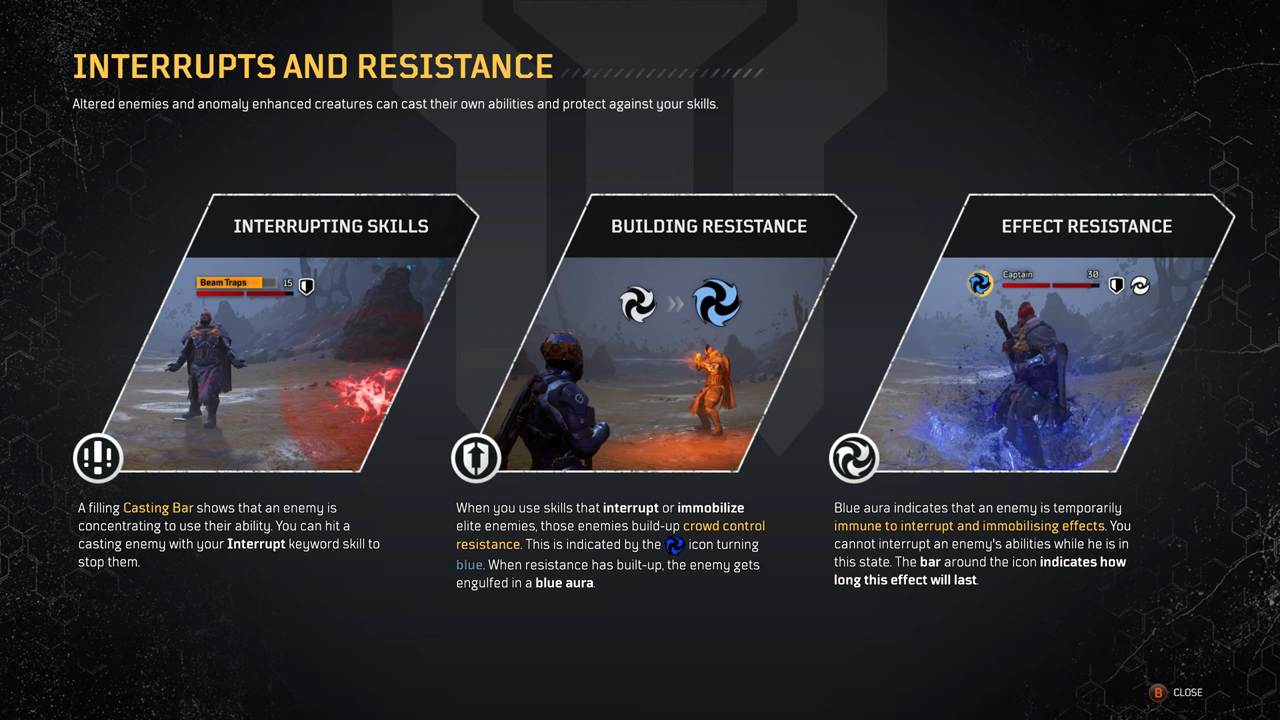 INTERRUPTS AND RESISTANCE
Altered enemies and anomaly enhanced creatures can cast their own abilities and protect against your skills.
INTERRUPTING SKILLS
Beam Traps 15
A filling Casting Bar shows that an enemy is
concentrating to use their ability. You can hit a
casting enemy with your Interrupt keyword skill to
stop them.
BUILDING RESISTANCE
When you use skills that interrupt or immobilize
elite enemies, those enemies build-up crowd control
resistance. This is indicated by the icon turning
blue. When resistance has built-up, the enemy gets
engulfed in a blue aura.
EFFECT RESISTANCE
Captain 30
Blue aura indicates that an enemy is temporarily
immune to interrupt and immobilising effects. You
cannot interrupt an enemy's abilities while he is in
this state. The bar around the icon indicates how
long this effect will last.
B CLOSE